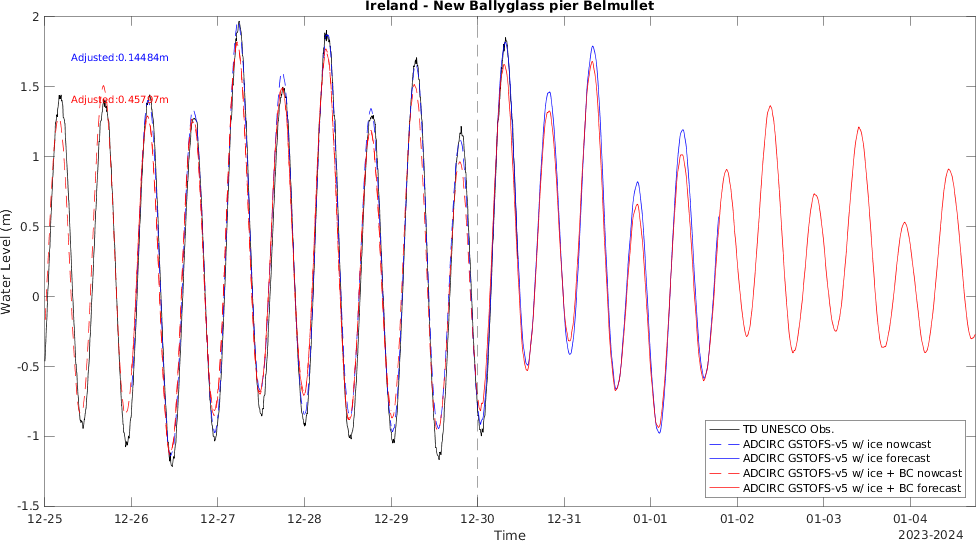 Ireland - New Ballyglass pier Belmullet
Adjusted:0.14484m
Adjusted:0.45797m
Water Level (m)
2
1.5
1
0.5
0
-0.5
-1
-1.5
12-25 12-26 12-27 12-28 12-29 12-30 12-31 01-01 01-02 01-03 01-04
Time
2023-2024
TD UNESCO Obs.
ADCIRC GSTOFS-v5 w/ ice nowcast
ADCIRC GSTOFS-v5 w/ ice forecast
ADCIRC GSTOFS-v5 w/ ice + BC nowcast
ADCIRC GSTOFS-v5 w/ ice + BC forecast